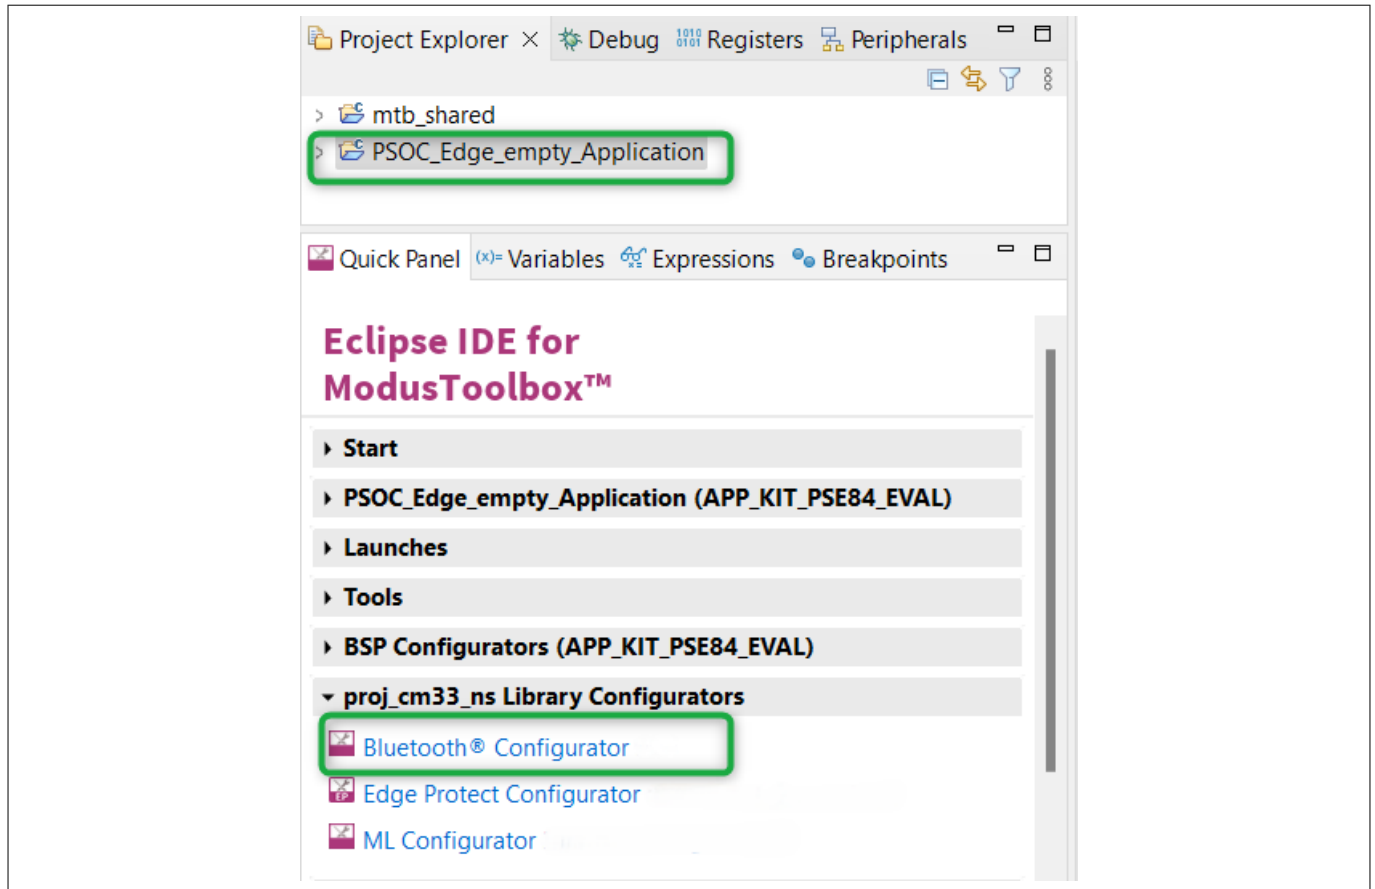 Project Explorer Debug Registers Peripherals
mtb_shared
PSOC_Edge_empty_Application
Quick Panel (x)= Variables Expressions Breakpoints
Eclipse IDE for
ModusToolbox™
Start
PSOC_Edge_empty_Application (APP_KIT_PSE84_EVAL)
Launches
Tools
BSP Configurators (APP_KIT_PSE84_EVAL)
proj_cm33_ns Library Configurators
Bluetooth® Configurator
Edge Protect Configurator
ML Configurator